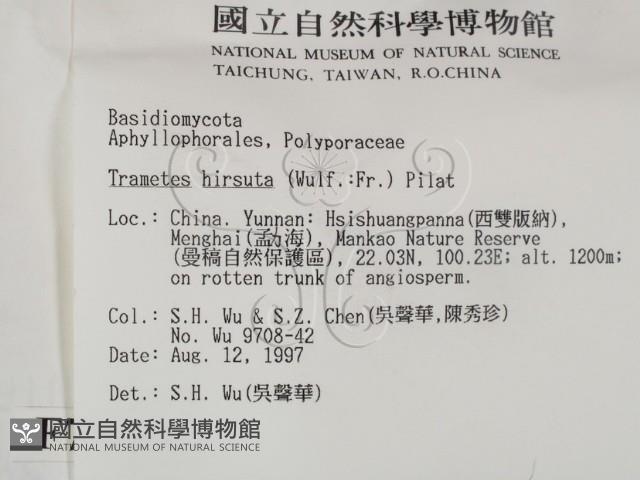 國立自然科學博物館
NATIONAL MUSEUM OF NATURAL SCIENCE
TAICHUNG, TAIWAN, R.O.CHINA
Basidiomycota
Aphyllophorales, Polyporaceae
Trametes hirsuta (Wulf.:Fr.) Pilat
Loc.: China. Yunnan: Hsishuangpanna(西雙版納),
Menghai(孟海), Mankao Nature Reserve
(曼稿自然保護區), 22.03N, 100.23E; alt. 1200m;
on rotten trunk of angiosperm.
Col.: S.H. Wu & S.Z. Chen(吳聲華,陳秀珍)
No. Wu 9708-42
Date: Aug. 12, 1997
Det.: S.H. Wu(吳聲華)
國立自然科學博物館
NATIONAL MUSEUM OF NATURAL SCIENCE